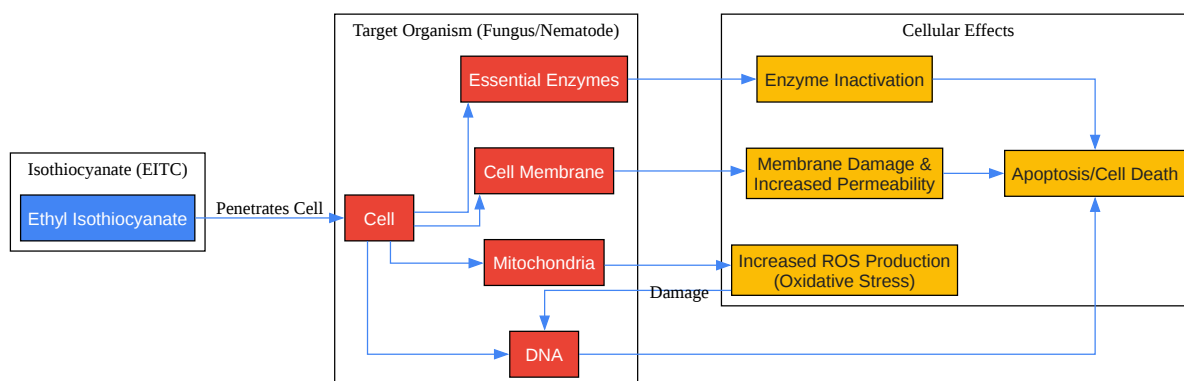 Target Organism (Fungus/Nematode)
Cellular Effects
Essential Enzymes
Enzyme Inactivation
Isothiocyanate (EITC)
Cell Membrane
Membrane Damage &
Increased Permeability
Apoptosis/Cell Death
Ethyl Isothiocyanate
Penetrates Cell
Cell
Mitochondria
Increased ROS Production
(Oxidative Stress)
Damage
DNA